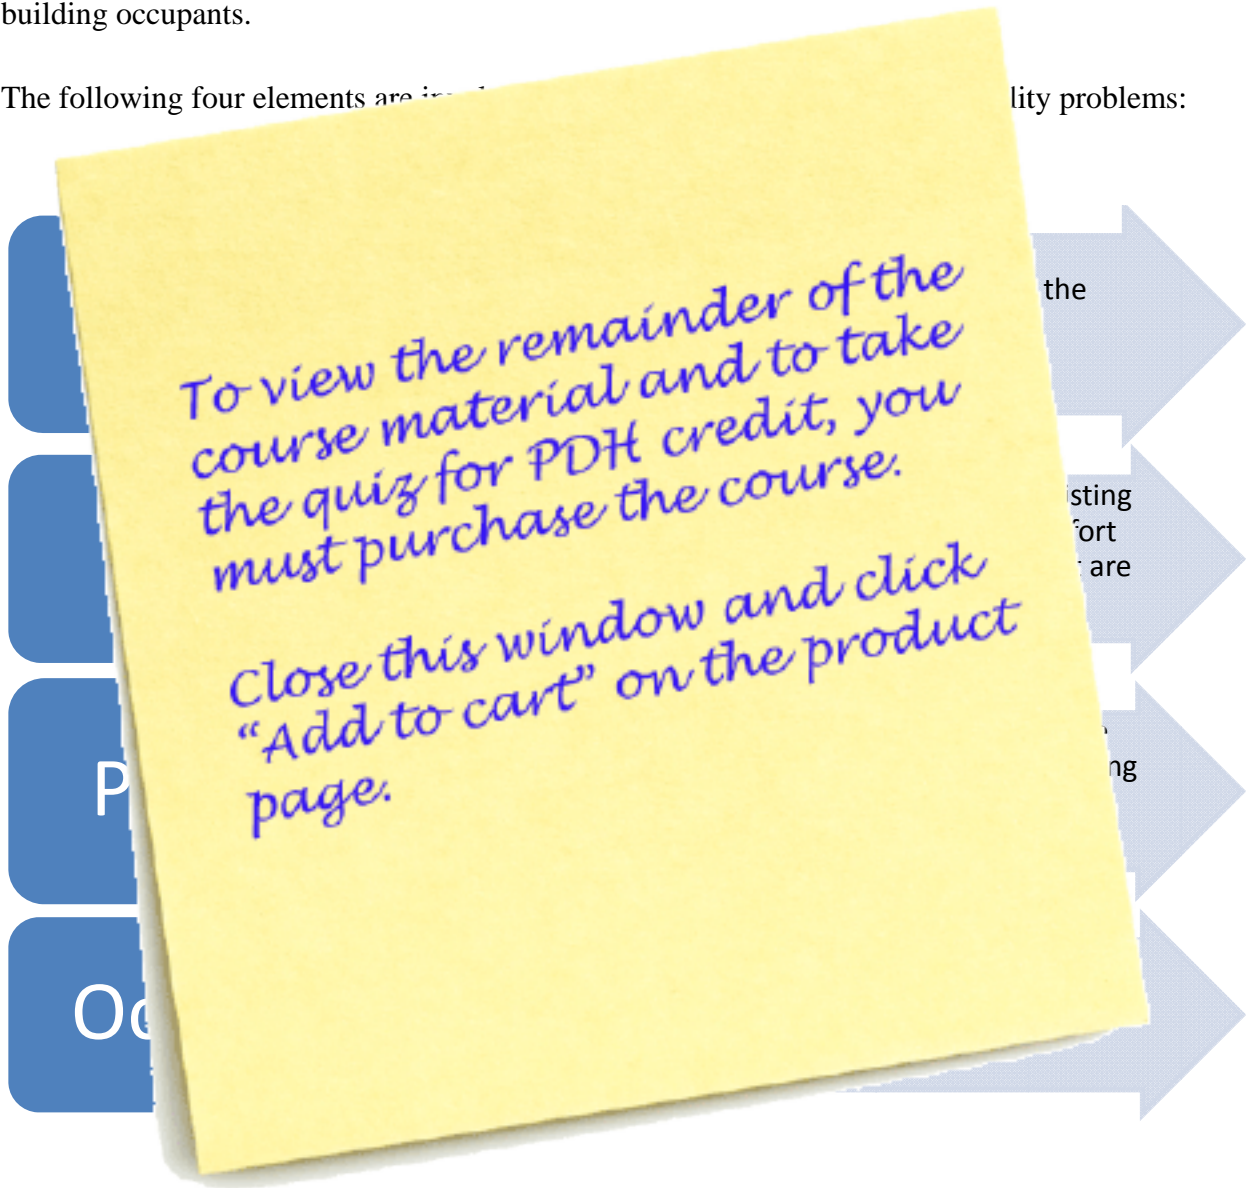 building occupants.
The following four elements are
lity problems:
To view the remainder of the
course material and to take
the quiz for PDH credit, you
must purchase the course.
Close this window and click
“Add to cart” on the product
page.
the
isting
fort
are
ng
P
Oc